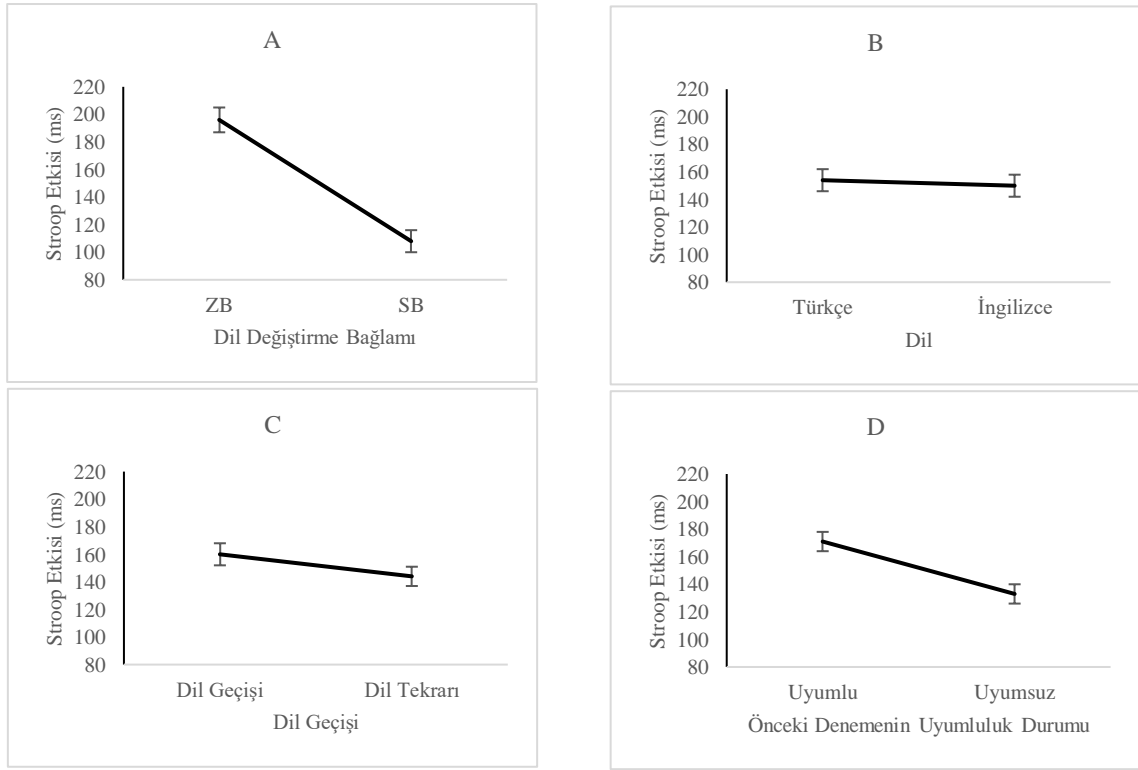 A
Stroop Etkisi (ms)
220
200
180
160
140
120
100
80
ZB
SB
Dil Değiştirme Bağlamı
B
Stroop Etkisi (ms)
220
200
180
160
140
120
100
80
Türkçe
İngilizce
Dil
C
Stroop Etkisi (ms)
220
200
180
160
140
120
100
80
Dil Geçişi
Dil Tekrarı
Dil Geçişi
D
Stroop Etkisi (ms)
220
200
180
160
140
120
100
80
Uyumlu
Uyumsuz
Önceki Denemenin Uyumluluk Durumu